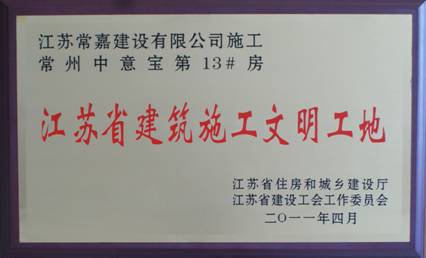 江苏常嘉建设有限公司施工
常州中意宝第13#房
江苏省建筑施工文明工地
江苏省住房和城乡建设厅
江苏省建设工会工作委员会
二〇一一年四月